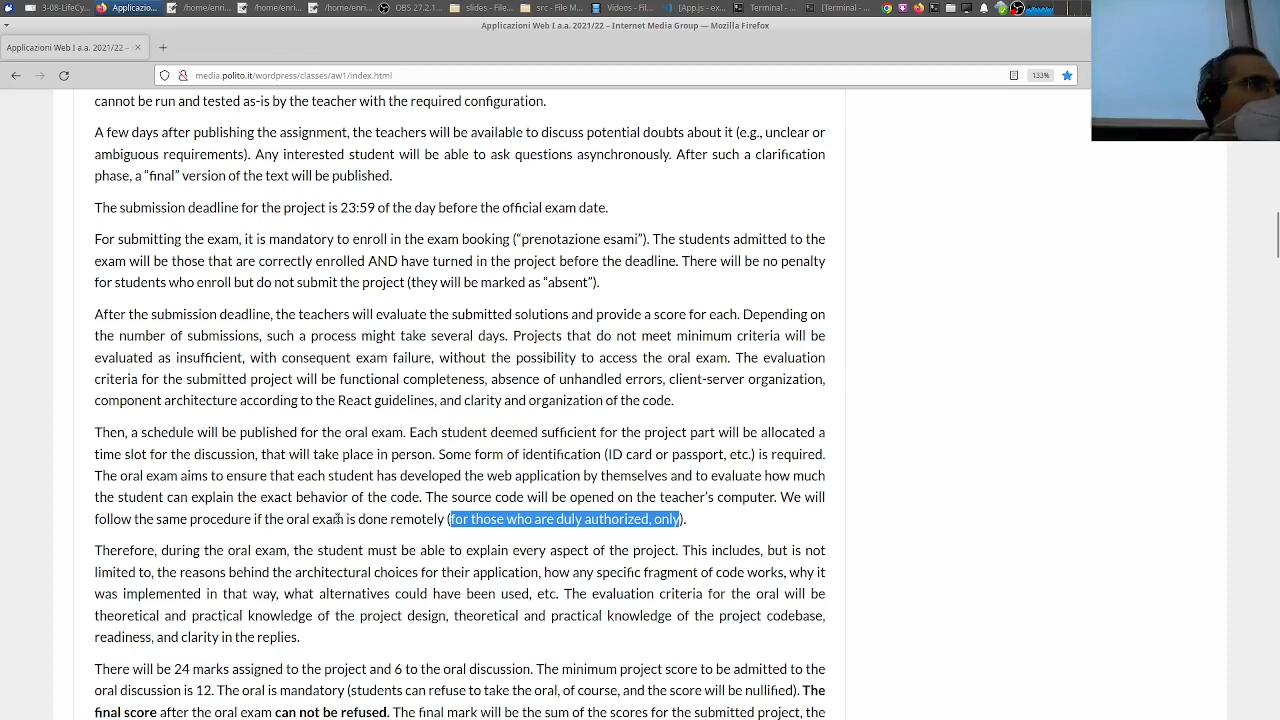 3-08-LifeCy
Applicazion
/home/enri
/home/enri
/home/enri
OBS 27.2.1
slides - File
src - File M
Videos - Fil
[App.js - ex
Terminal -
[Terminal -
Applicazioni Web I a.a. 2021/22 – Internet Media Group — Mozilla Firefox
Applicazioni Web I a.a. 2021/22 –
media.polito.it/wordpress/classes/aw1/index.html
133%
cannot be run and tested as-is by the teacher with the required configuration.
A few days after publishing the assignment, the teachers will be available to discuss potential doubts about it (e.g., unclear or
ambiguous requirements). Any interested student will be able to ask questions asynchronously. After such a clarification
phase, a “final” version of the text will be published.
The submission deadline for the project is 23:59 of the day before the official exam date.
For submitting the exam, it is mandatory to enroll in the exam booking (“prenotazione esami”). The students admitted to the
exam will be those that are correctly enrolled AND have turned in the project before the deadline. There will be no penalty
for students who enroll but do not submit the project (they will be marked as “absent”).
After the submission deadline, the teachers will evaluate the submitted solutions and provide a score for each. Depending on
the number of submissions, such a process might take several days. Projects that do not meet minimum criteria will be
evaluated as insufficient, with consequent exam failure, without the possibility to access the oral exam. The evaluation
criteria for the submitted project will be functional completeness, absence of unhandled errors, client-server organization,
component architecture according to the React guidelines, and clarity and organization of the code.
Then, a schedule will be published for the oral exam. Each student deemed sufficient for the project part will be allocated a
time slot for the discussion, that will take place in person. Some form of identification (ID card or passport, etc.) is required.
The oral exam aims to ensure that each student has developed the web application by themselves and to evaluate how much
the student can explain the exact behavior of the code. The source code will be opened on the teacher’s computer. We will
follow the same procedure if the oral exam is done remotely (for those who are duly authorized, only).
Therefore, during the oral exam, the student must be able to explain every aspect of the project. This includes, but is not
limited to, the reasons behind the architectural choices for their application, how any specific fragment of code works, why it
was implemented in that way, what alternatives could have been used, etc. The evaluation criteria for the oral will be
theoretical and practical knowledge of the project design, theoretical and practical knowledge of the project codebase,
readiness, and clarity in the replies.
There will be 24 marks assigned to the project and 6 to the oral discussion. The minimum project score to be admitted to the
oral discussion is 12. The oral is mandatory (students can refuse to take the oral, of course, and the score will be nullified). The
final score after the oral exam can not be refused. The final mark will be the sum of the scores for the submitted project, the